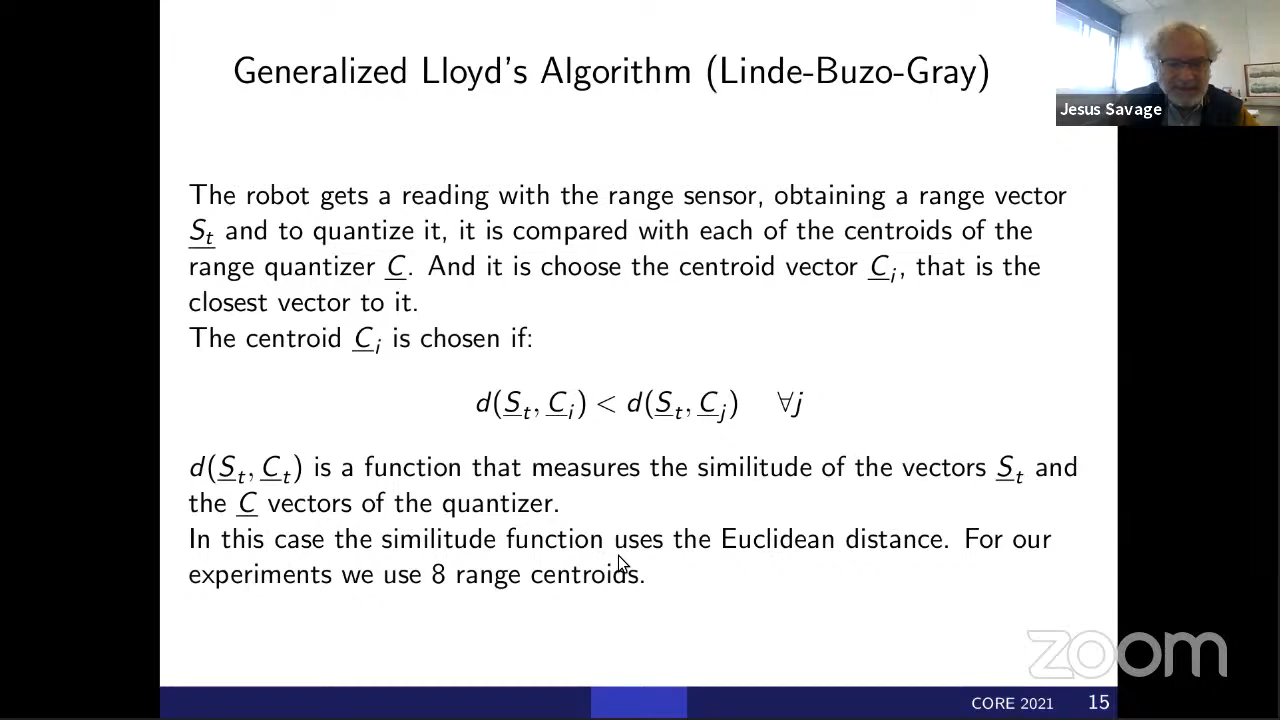 Generalized Lloyd's Algorithm (Linde-Buzo-Gray)
Jesus Savage
The robot gets a reading with the range sensor, obtaining a range vector
S_t and to quantize it, it is compared with each of the centroids of the
range quantizer C. And it is choose the centroid vector C_i, that is the
closest vector to it.
The centroid C_i is chosen if:
d(S_t, C_i) < d(S_t, C_j) ∀j
d(S_t, C_t) is a function that measures the similitude of the vectors S_t and
the C vectors of the quantizer.
In this case the similitude function uses the Euclidean distance. For our
experiments we use 8 range centroids.
zoom
CORE 2021 15